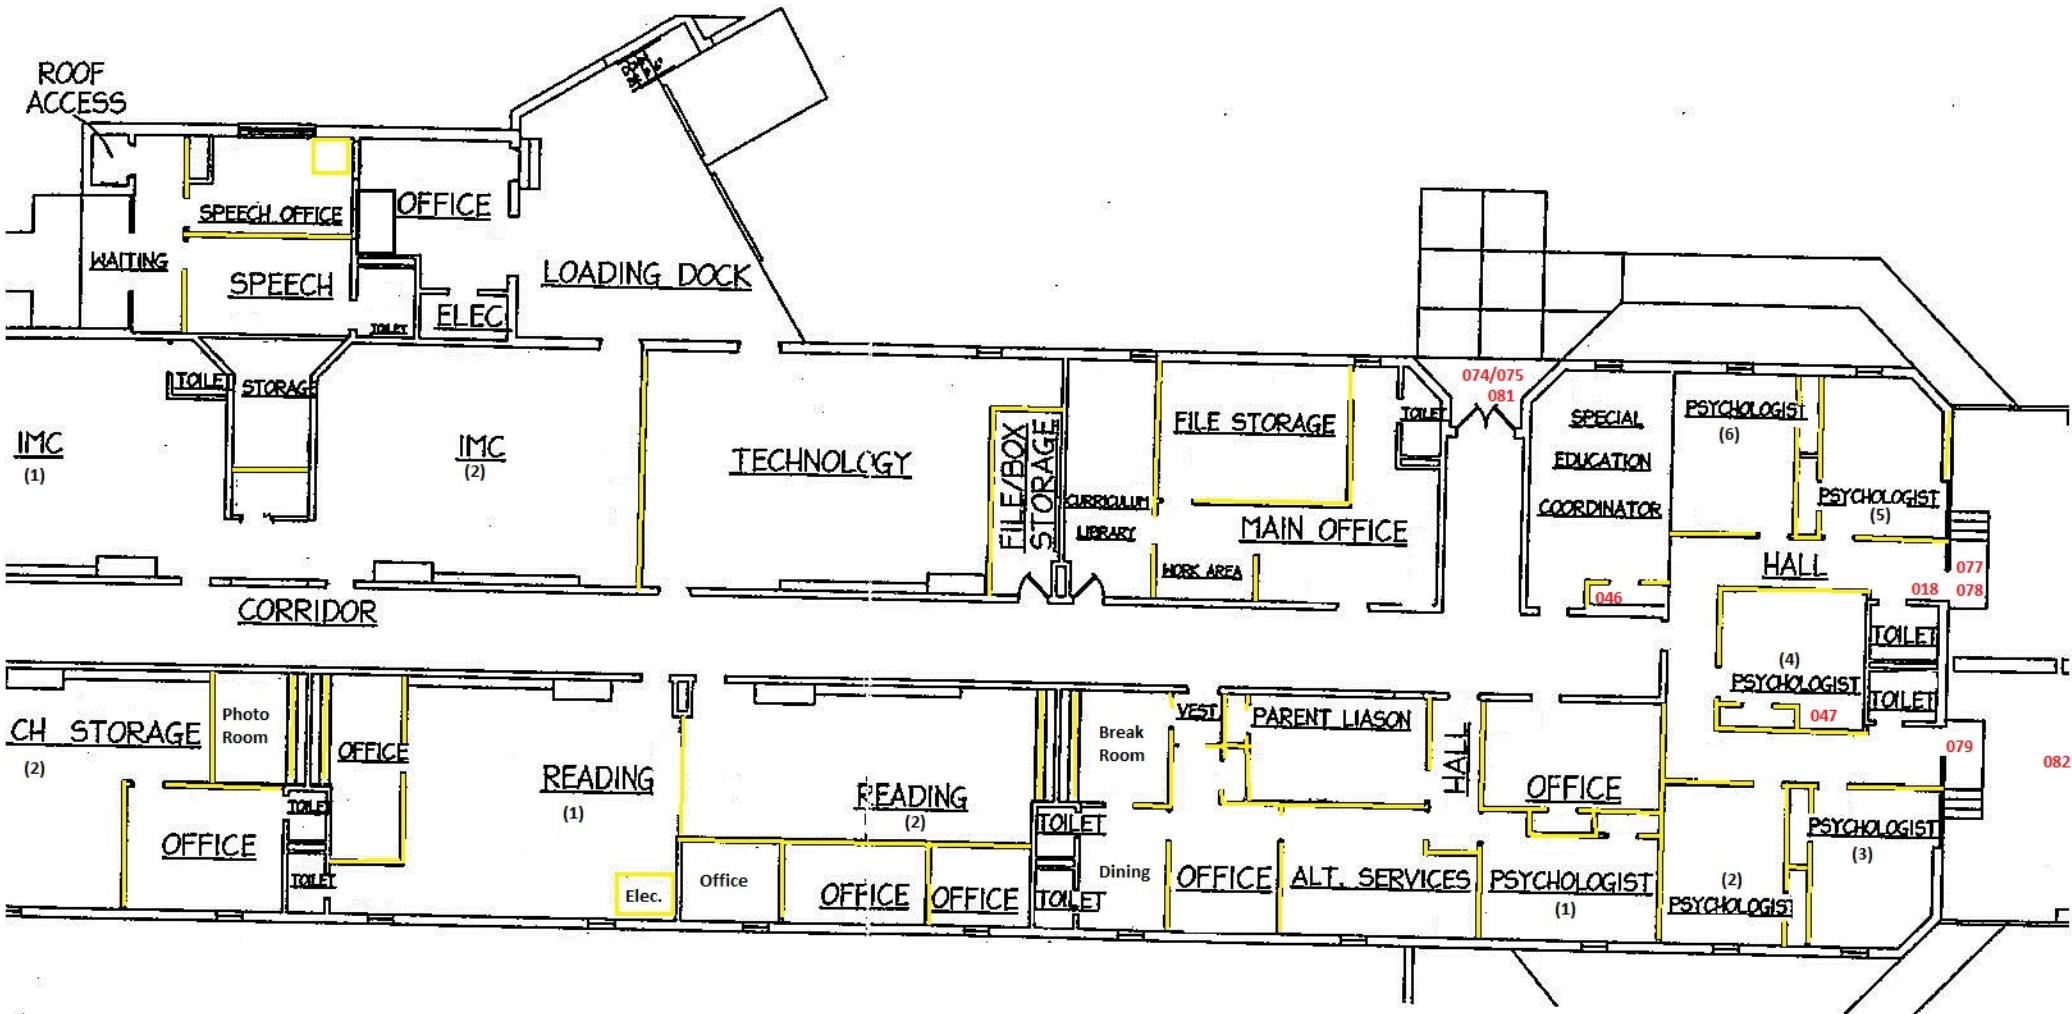 ROOF
ACCESS
SPEECH OFFICE
OFFICE
WAITING
SPEECH
LOADING DOCK
ELEC
TOILET
TOILET
STORAGE
IMC
(1)
IMC
(2)
TECHNOLOGY
FILE/BOX
STORAGE
CURRICULUM
LIBRARY
FILE STORAGE
MAIN OFFICE
WORK AREA
TOILET
074/075
081
SPECIAL
EDUCATION
COORDINATOR
046
PSYCHOLOGIST
(6)
PSYCHOLOGIST
(5)
HALL
077
018
078
CORRIDOR
TOILET
(4)
PSYCHOLOGIST
TOILET
047
079
082
CH STORAGE
(2)
Photo
Room
OFFICE
READING
(1)
READING
(2)
Break
Room
VEST
PARENT LIASON
HALL
OFFICE
OFFICE
TOILET
TOILET
Elec.
Office
OFFICE
OFFICE
TOILET
TOILET
Dining
OFFICE
ALT. SERVICES
PSYCHOLOGIST
(1)
(2)
PSYCHOLOGIST
PSYCHOLOGIST
(3)